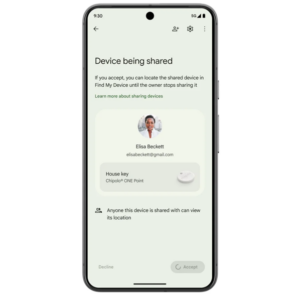 9:30
5G
Device being shared
If you accept, you can locate the shared device in
Find My Device until the owner stops sharing it
Learn more about sharing devices
Elisa Beckett
elisabeckett@gmail.com
House key
Chipolo® ONE Point
Anyone this device is shared with can view
its location
Decline
Accept